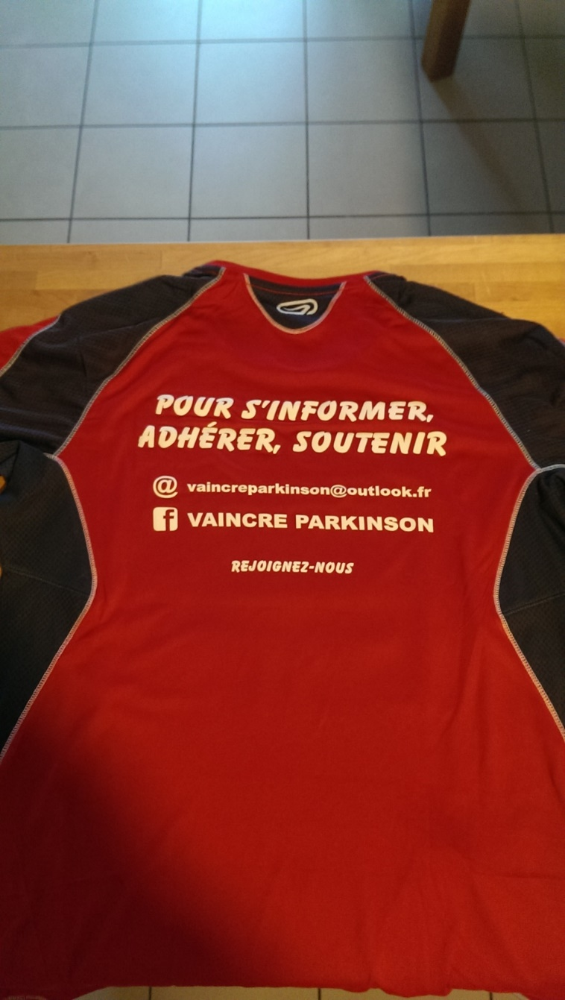 POUR S'INFORMER,
ADHÉRER, SOUTENIR
@ vaincreparkinson@outlook.fr
f VAINCRE PARKINSON
REJOIGNEZ-NOUS